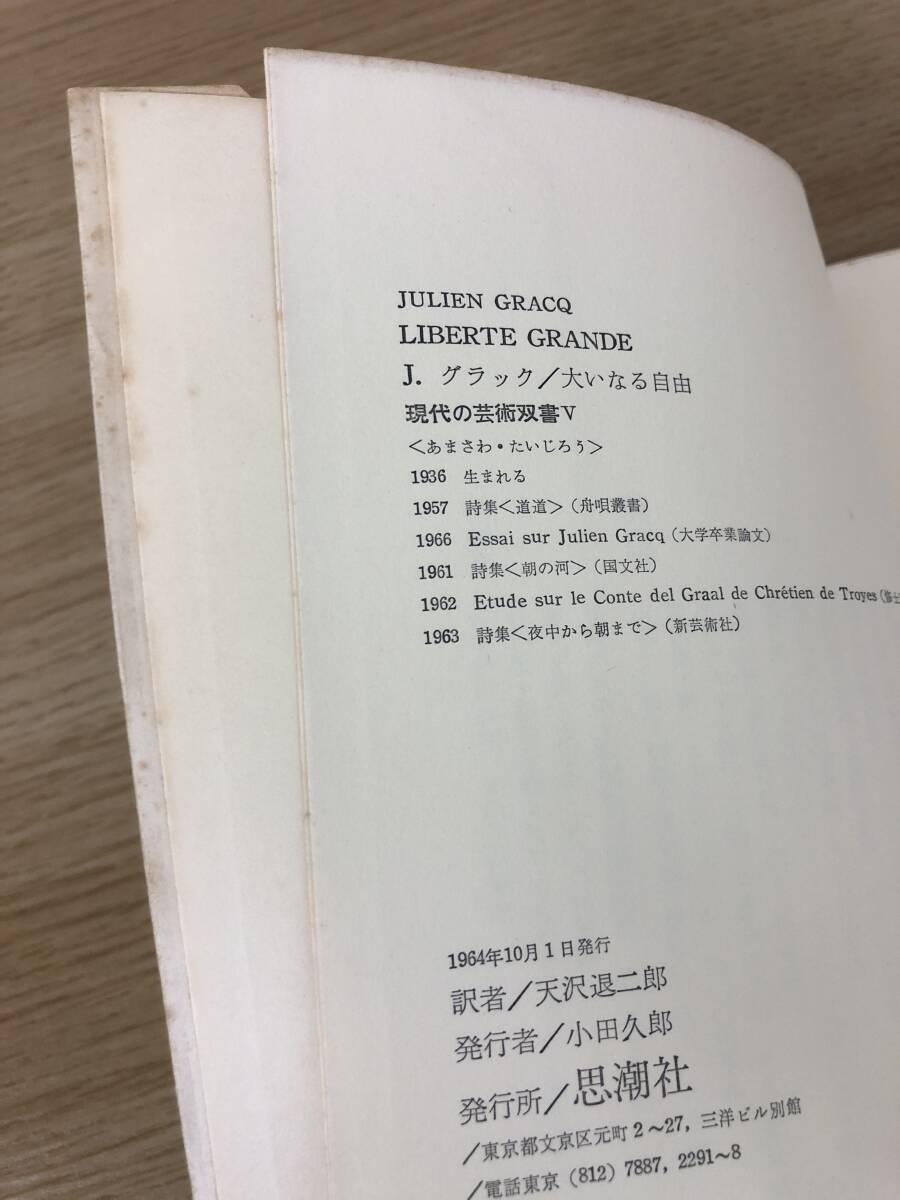 JULIEN GRACQ
LIBERTE GRANDE
J. グラック/大いなる自由
現代の芸術双書V
<あまさわ・たいじろう>
1936 生まれる
1957 詩集<道道>(舟唄叢書)
1966 Essai sur Julien Gracq (大学卒業論文)
1961 詩集<朝の河>(国文社)
1962 Etude sur le Conte del Graal de Chrétien de Troyes (修士
1963 詩集<夜中から朝まで>(新芸術社)
1964年10月1日発行
訳者/天沢退二郎
発行者/小田久郎
発行所/思潮社
/東京都文京区元町2~27, 三洋ビル別館
/電話東京 (812) 7887, 2291~8